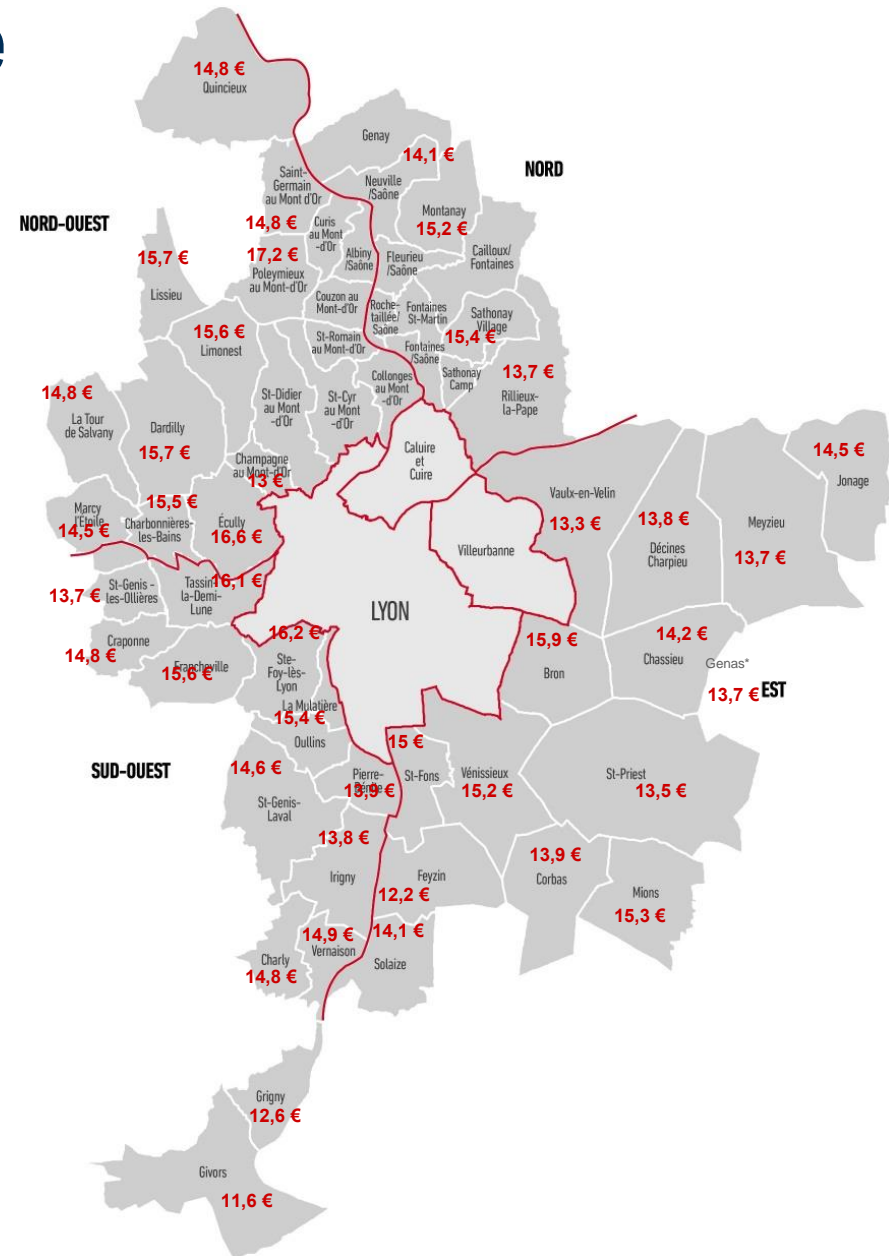 e
14,8 €
Quincieux
Genay
14,1 €
NORD
Saint-
Germain
au Mont d'Or
Neuville
/Saône
Montanay
15,2 €
NORD-OUEST
14,8 €
Curis
au Mont
-d'Or
17,2 €
Poleymieux
au Mont-d'Or
Albiny
/Saône
Fleurieu
/Saône
Cailloux/
Fontaines
15,7 €
Lissieu
Couzon au
Mont-d'Or
Roche-
taillée/
Saône
Fontaines
St-Martin
Sathonay
Village
15,4 €
15,6 €
Limonest
St-Romain
au Mont-d'Or
Fontaines
/Saône
Sathonay
Camp
13,7 €
Rillieux-
la-Pape
14,8 €
La Tour
de Salvany
Dardilly
15,7 €
St-Didier
au Mont
-d'Or
St-Cyr
au Mont
-d'Or
Collonges
au Mont
-d'Or
Champagne
au Mont-d'Or
13 €
Caluire
et
Cuire
14,5 €
Jonage
Marcy
l'Etoile
14,5 €
15,5 €
Charbonnières-
les-Bains
Écully
16,6 €
Vaulx-en-Velin
13,3 €
13,8 €
Décines
Charpieu
Meyzieu
13,7 €
Villeurbanne
13,7 €
St-Genis -
les-Ollières
Tassin
la-Demi-
Lune
16,1 €
LYON
Craponne
14,8 €
Francheville
15,6 €
16,2 €
Ste-
Foy-lès-
Lyon
15,9 €
Bron
14,2 €
Chassieu
Genas*
13,7 €
EST
La Mulatière
15,4 €
Oullins
SUD-OUEST
14,6 €
St-Genis-
Laval
Pierre-
Bénite
13,9 €
15 €
St-Fons
Vénissieux
15,2 €
St-Priest
13,5 €
13,8 €
Irigny
Feyzin
12,2 €
13,9 €
Corbas
Mions
15,3 €
14,9 €
Vernaison
14,1 €
Solaize
Charly
14,8 €
Grigny
12,6 €
Givors
11,6 €